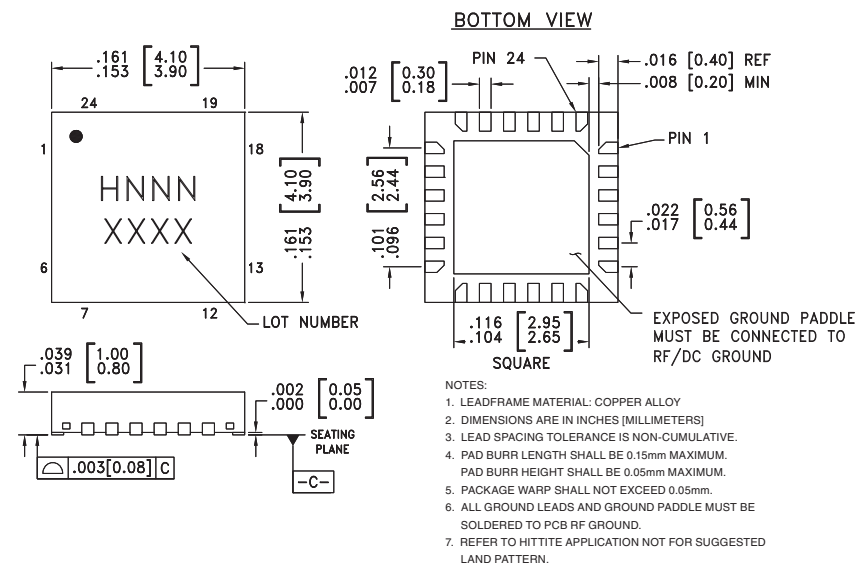 BOTTOM VIEW
.161 [4.10]
.153 [3.90]
24 19
1 18
HNNN
XXXX
6 13
7 12
LOT NUMBER
[4.10]
[3.90]
.161
.153
.012 [0.30]
.007 [0.18]
PIN 24
.016 [0.40] REF
.008 [0.20] MIN
PIN 1
[2.56]
[2.44]
.101
.096
.022 [0.56]
.017 [0.44]
.116 [2.95]
.104 [2.65]
SQUARE
EXPOSED GROUND PADDLE
MUST BE CONNECTED TO
RF/DC GROUND
.039 [1.00]
.031 [0.80]
.002 [0.05]
.000 [0.00]
SEATING
PLANE
.003[0.08] C
-C-
NOTES:
1. LEADFRAME MATERIAL: COPPER ALLOY
2. DIMENSIONS ARE IN INCHES [MILLIMETERS]
3. LEAD SPACING TOLERANCE IS NON-CUMULATIVE.
4. PAD BURR LENGTH SHALL BE 0.15mm MAXIMUM.
PAD BURR HEIGHT SHALL BE 0.05mm MAXIMUM.
5. PACKAGE WARP SHALL NOT EXCEED 0.05mm.
6. ALL GROUND LEADS AND GROUND PADDLE MUST BE
SOLDERED TO PCB RF GROUND.
7. REFER TO HITTITE APPLICATION NOT FOR SUGGESTED
LAND PATTERN.